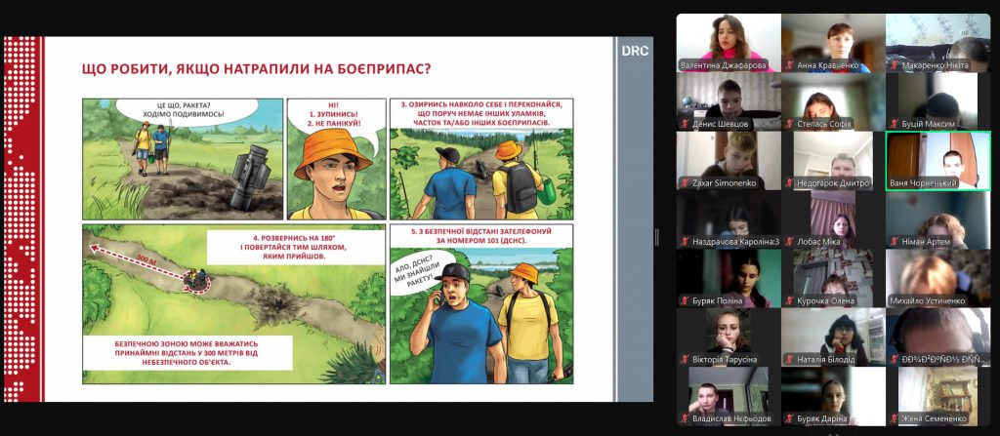 DRC
ЩО РОБИТИ, ЯКЩО НАТРАПИЛИ НА БОЄПРИПАС?
ЦЕ ЩО, РАКЕТА?
ХОДІМО ПОДИВИМОСЬ!
НІ!
1. ЗУПИНИСЬ!
2. НЕ ПАНІКУЙ!
3. ОЗИРНИСЬ НАВКОЛО СЕБЕ І ПЕРЕКОНАЙСЯ,
ЩО ПОРУЧ НЕМАЄ ІНШИХ УЛАМКІВ,
ЧАСТОК ТА/АБО ІНШИХ БОЄПРИПАСІВ.
4. РОЗВЕРНИСЬ НА 180°
І ПОВЕРТАЙСЯ ТИМ ШЛЯХОМ,
ЯКИМ ПРИЙШОВ.
300 М
БЕЗПЕЧНОЮ ЗОНОЮ МОЖЕ ВВАЖАТИСЬ
ПРИНАЙМНІ ВІДСТАНЬ У 300 МЕТРІВ ВІД
НЕБЕЗПЕЧНОГО ОБ'ЄКТА.
5. З БЕЗПЕЧНОЇ ВІДСТАНІ ЗАТЕЛЕФОНУЙ
ЗА НОМЕРОМ 101 (ДСНС).
АЛО, ДСНС?
МИ ЗНАЙШЛИ
РАКЕТУ!
Валентина Джафарова
Анна Кравченко
Макаренко Нікіта
Денис Шевцов
Степась Софія
Буцій Максим
Zaxar Simonenko
Недогарок Дмитро
Ваня Чорненький
Наздрачова Кароліна:3
Лобас Міка
Німан Артем
Буряк Поліна
Курочка Олена
Михайло Устиченко
Вікторія Тарусіна
Наталія Білодід
Владислав Нєфьодов
Буряк Даріна
Женя Семененко